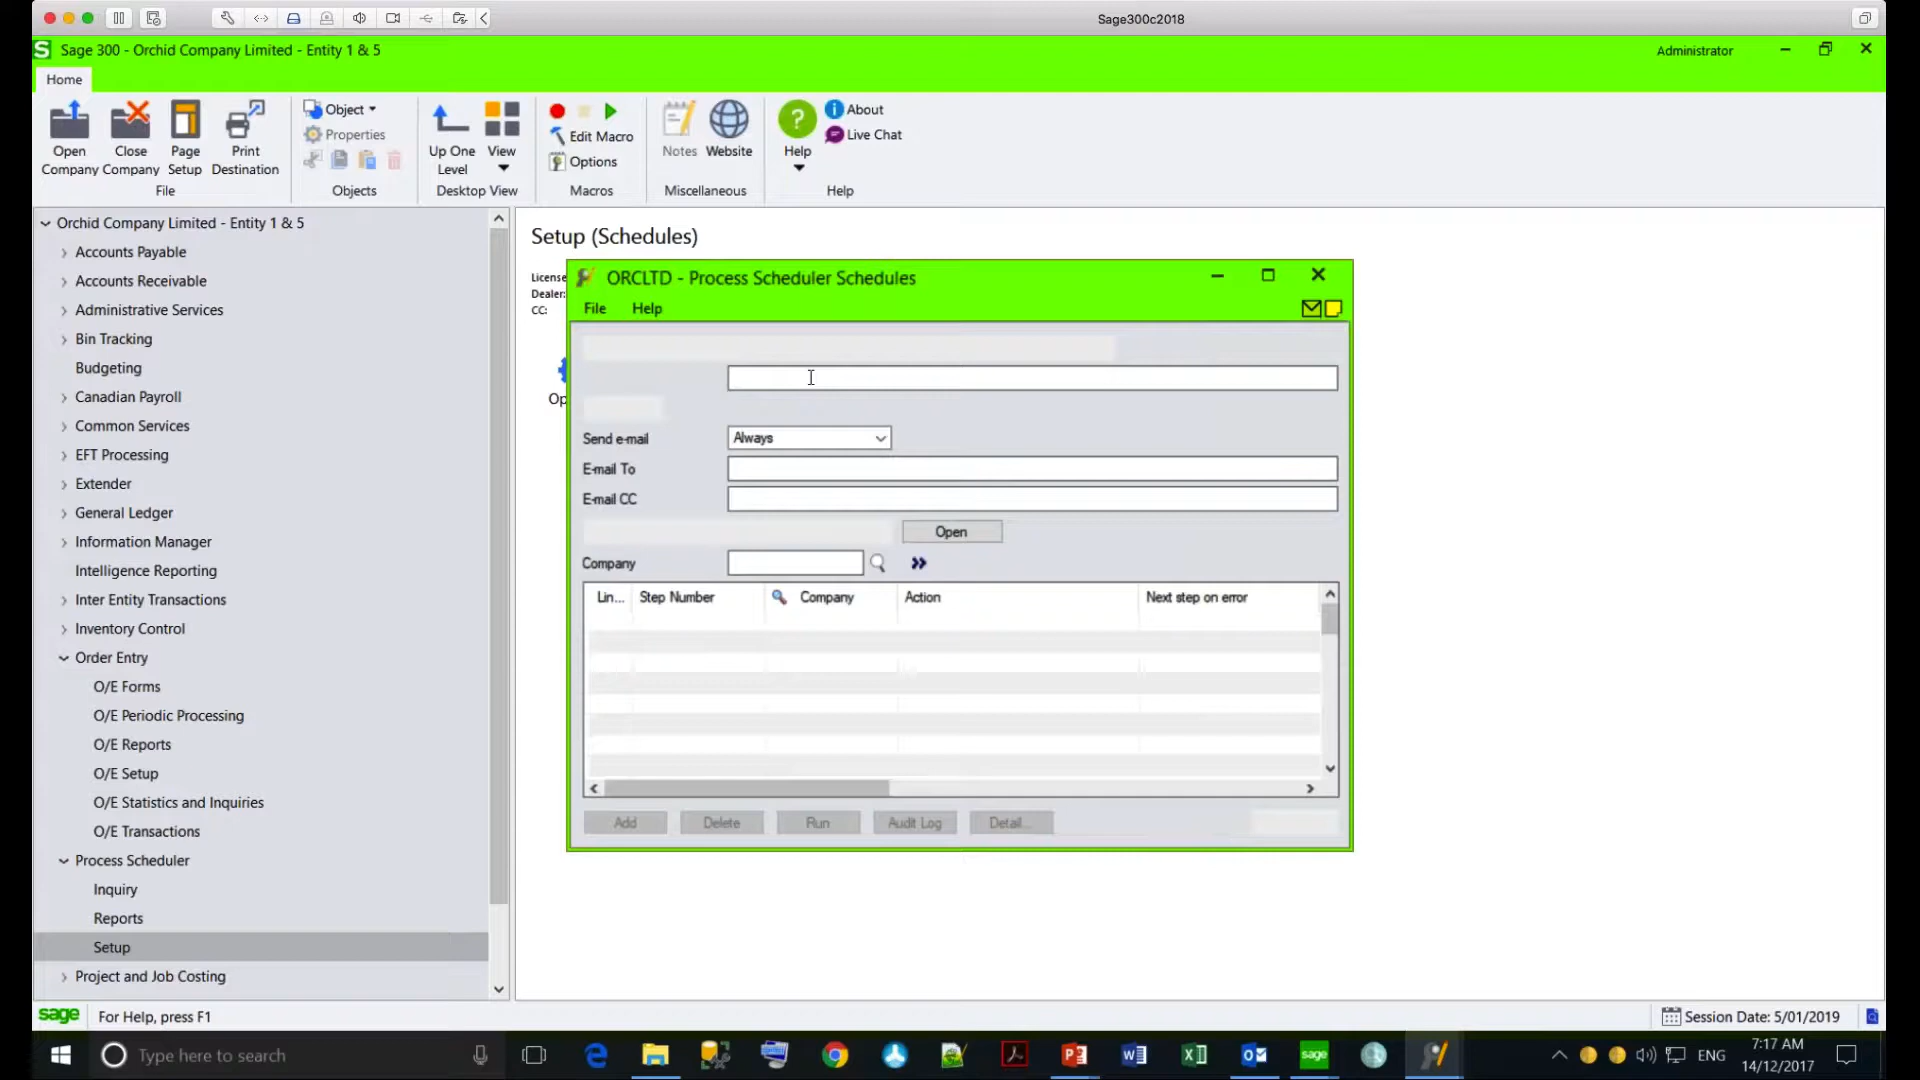 Sage300c2018
Sage 300 - Orchid Company Limited - Entity 1 & 5
Administrator
Home
Open Company
Close Company
Page Setup
Print Destination
File
Object
Properties
Objects
Up One Level
View
Desktop View
Edit Macro
Options
Macros
Notes
Website
Miscellaneous
Help
About
Live Chat
Help
Orchid Company Limited - Entity 1 & 5
Accounts Payable
Accounts Receivable
Administrative Services
Bin Tracking
Budgeting
Canadian Payroll
Common Services
EFT Processing
Extender
General Ledger
Information Manager
Intelligence Reporting
Inter Entity Transactions
Inventory Control
Order Entry
O/E Forms
O/E Periodic Processing
O/E Reports
O/E Setup
O/E Statistics and Inquiries
O/E Transactions
Process Scheduler
Inquiry
Reports
Setup
Project and Job Costing
Setup (Schedules)
License
Dealer:
CC:
Op
ORCLTD - Process Scheduler Schedules
File Help
Send e-mail Always
E-mail To
E-mail CC
Open
Company
Lin... Step Number Company Action Next step on error
Add Delete Run Audit Log Detail...
sage For Help, press F1
Session Date: 5/01/2019
Type here to search
sage
ENG
7:17 AM
14/12/2017